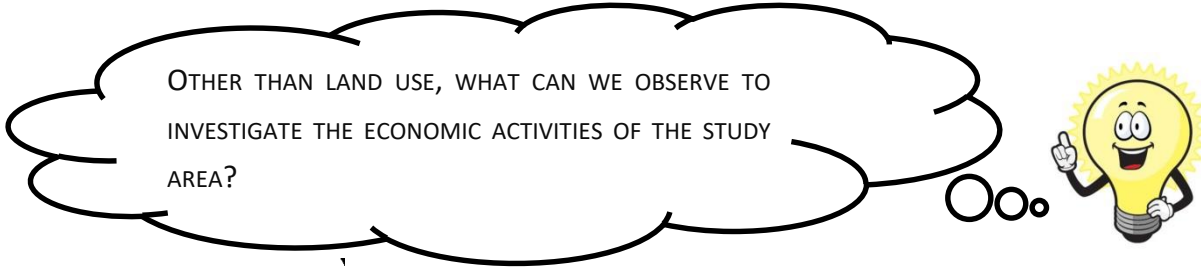 OTHER THAN LAND USE, WHAT CAN WE OBSERVE TO
INVESTIGATE THE ECONOMIC ACTIVITIES OF THE STUDY
AREA?